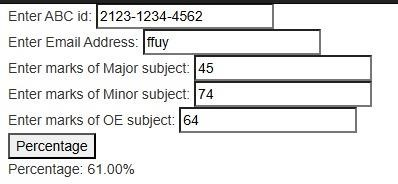 Enter ABC id: 2123-1234-4562
Enter Email Address: ffuy
Enter marks of Major subject: 45
Enter marks of Minor subject: 74
Enter marks of OE subject: 64
Percentage
Percentage: 61.00%